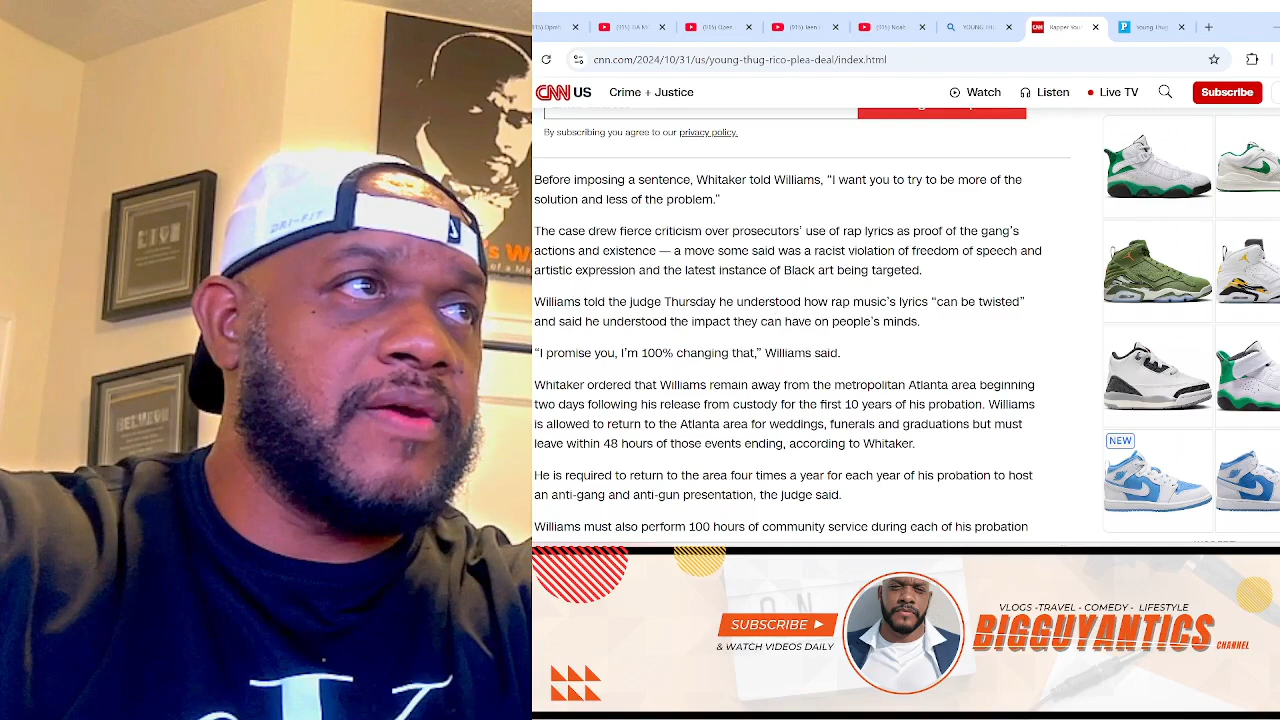 DRI-FIT
YOUNG THU
Rapper You
Young Thug
cnn.com/2024/10/31/us/young-thug-rico-plea-deal/index.html
CNN US Crime + Justice Watch Listen Live TV Subscribe
By subscribing you agree to our privacy policy.
Before imposing a sentence, Whitaker told Williams, “I want you to try to be more of the
solution and less of the problem.”
The case drew fierce criticism over prosecutors’ use of rap lyrics as proof of the gang’s
actions and existence — a move some said was a racist violation of freedom of speech and
artistic expression and the latest instance of Black art being targeted.
Williams told the judge Thursday he understood how rap music’s lyrics “can be twisted”
and said he understood the impact they can have on people’s minds.
“I promise you, I’m 100% changing that,” Williams said.
Whitaker ordered that Williams remain away from the metropolitan Atlanta area beginning
two days following his release from custody for the first 10 years of his probation. Williams
is allowed to return to the Atlanta area for weddings, funerals and graduations but must
leave within 48 hours of those events ending, according to Whitaker.
He is required to return to the area four times a year for each year of his probation to host
an anti-gang and anti-gun presentation, the judge said.
Williams must also perform 100 hours of community service during each of his probation
NEW
SUBSCRIBE
& WATCH VIDEOS DAILY
VLOGS -TRAVEL - COMEDY - LIFESTYLE
BIGGUYANTICS
CHANNEL